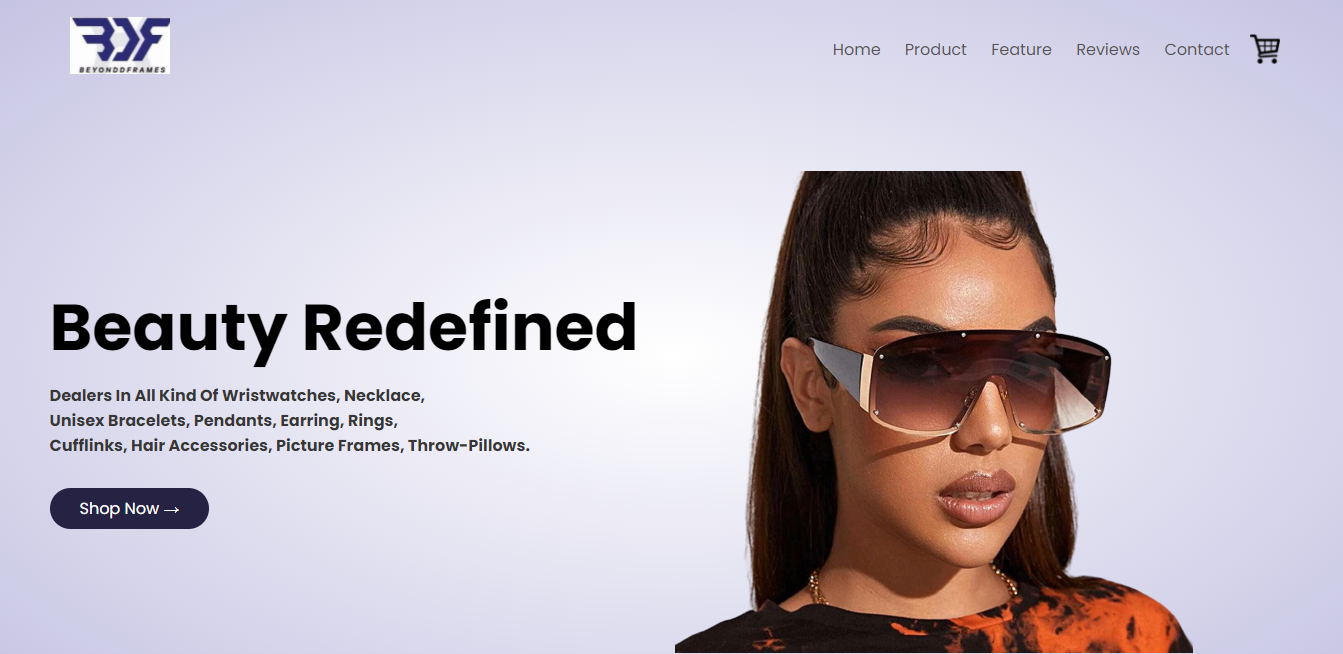 BDF
BEYONDDFRAMES
Home Product Feature Reviews Contact
Beauty Redefined
Dealers In All Kind Of Wristwatches, Necklace,
Unisex Bracelets, Pendants, Earring, Rings,
Cufflinks, Hair Accessories, Picture Frames, Throw-Pillows.
Shop Now →